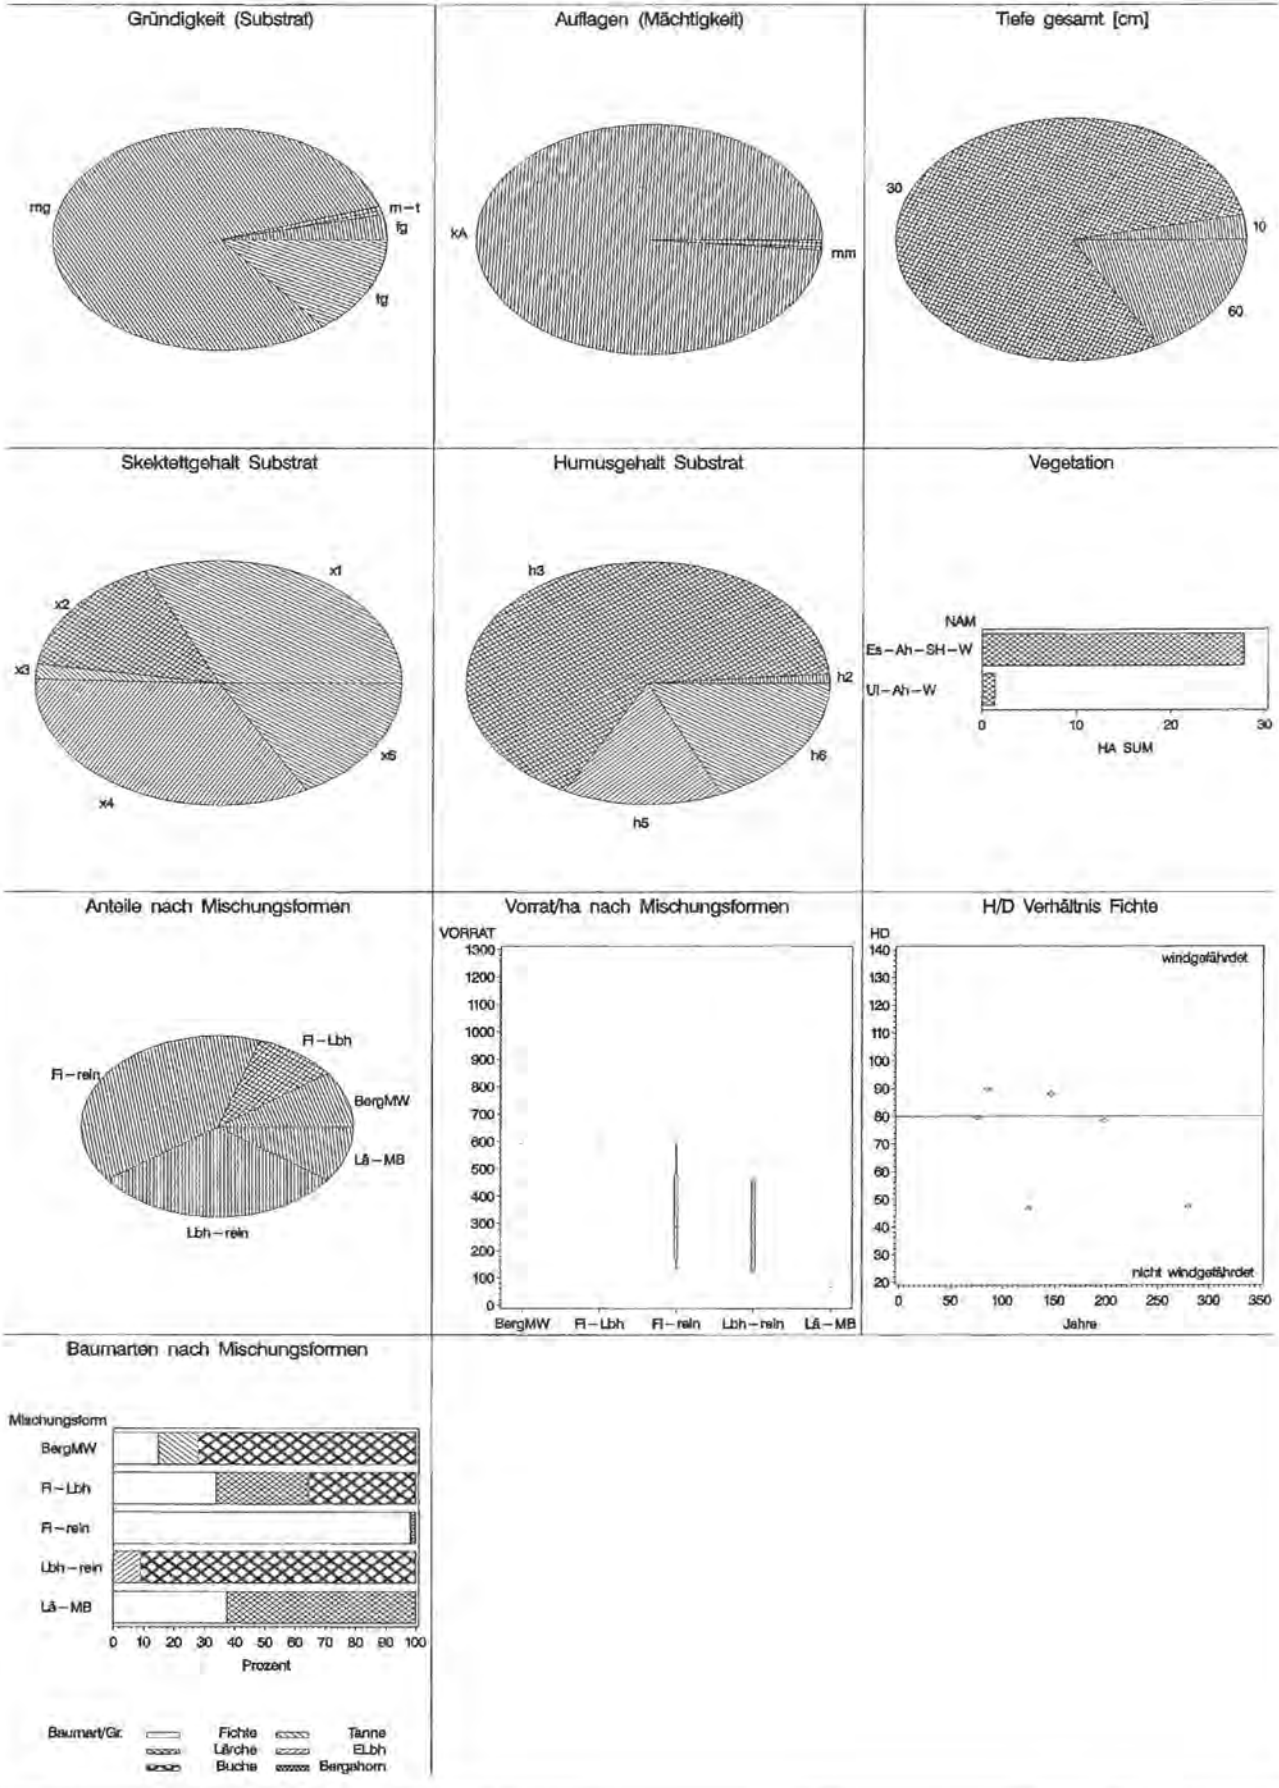 Gründigkeit (Substrat)
mg
m-t
fg
tg
Auflagen (Mächtigkeit)
kA
mm
Tiefe gesamt [cm]
30
10
60
Skektettgehalt Substrat
x1
x2
x3
x4
Humusgehalt Substrat
h3
h2
h6
h5
Vegetation
NAM
Es-Ah-SH-W
Ul-Ah-W
0 10 20 30
HA SUM
Anteile nach Mischungsformen
Fi-Lbh
Fi-rein
BergMW
Lä-MB
Lbh-rein
Vorrat/ha nach Mischungsformen
VORRAT
1300
1200
1100
1000
900
800
700
600
500
400
300
200
100
0
BergMW Fi-Lbh Fi-rein Lbh-rein Lä-MB
H/D Verhältnis Fichte
HD
140
windgefährdet
130
120
110
100
90
80
70
60
50
40
30
nicht windgefährdet
20
0 50 100 150 200 250 300 350
Jahre
Baumarten nach Mischungsformen
Mischungsform
BergMW
Fi-Lbh
Fi-rein
Lbh-rein
Lä-MB
0 10 20 30 40 50 60 70 80 90 100
Prozent
Baumart/Gr. Fichte Tanne
Lärche ELbh
Buche Bergahorn